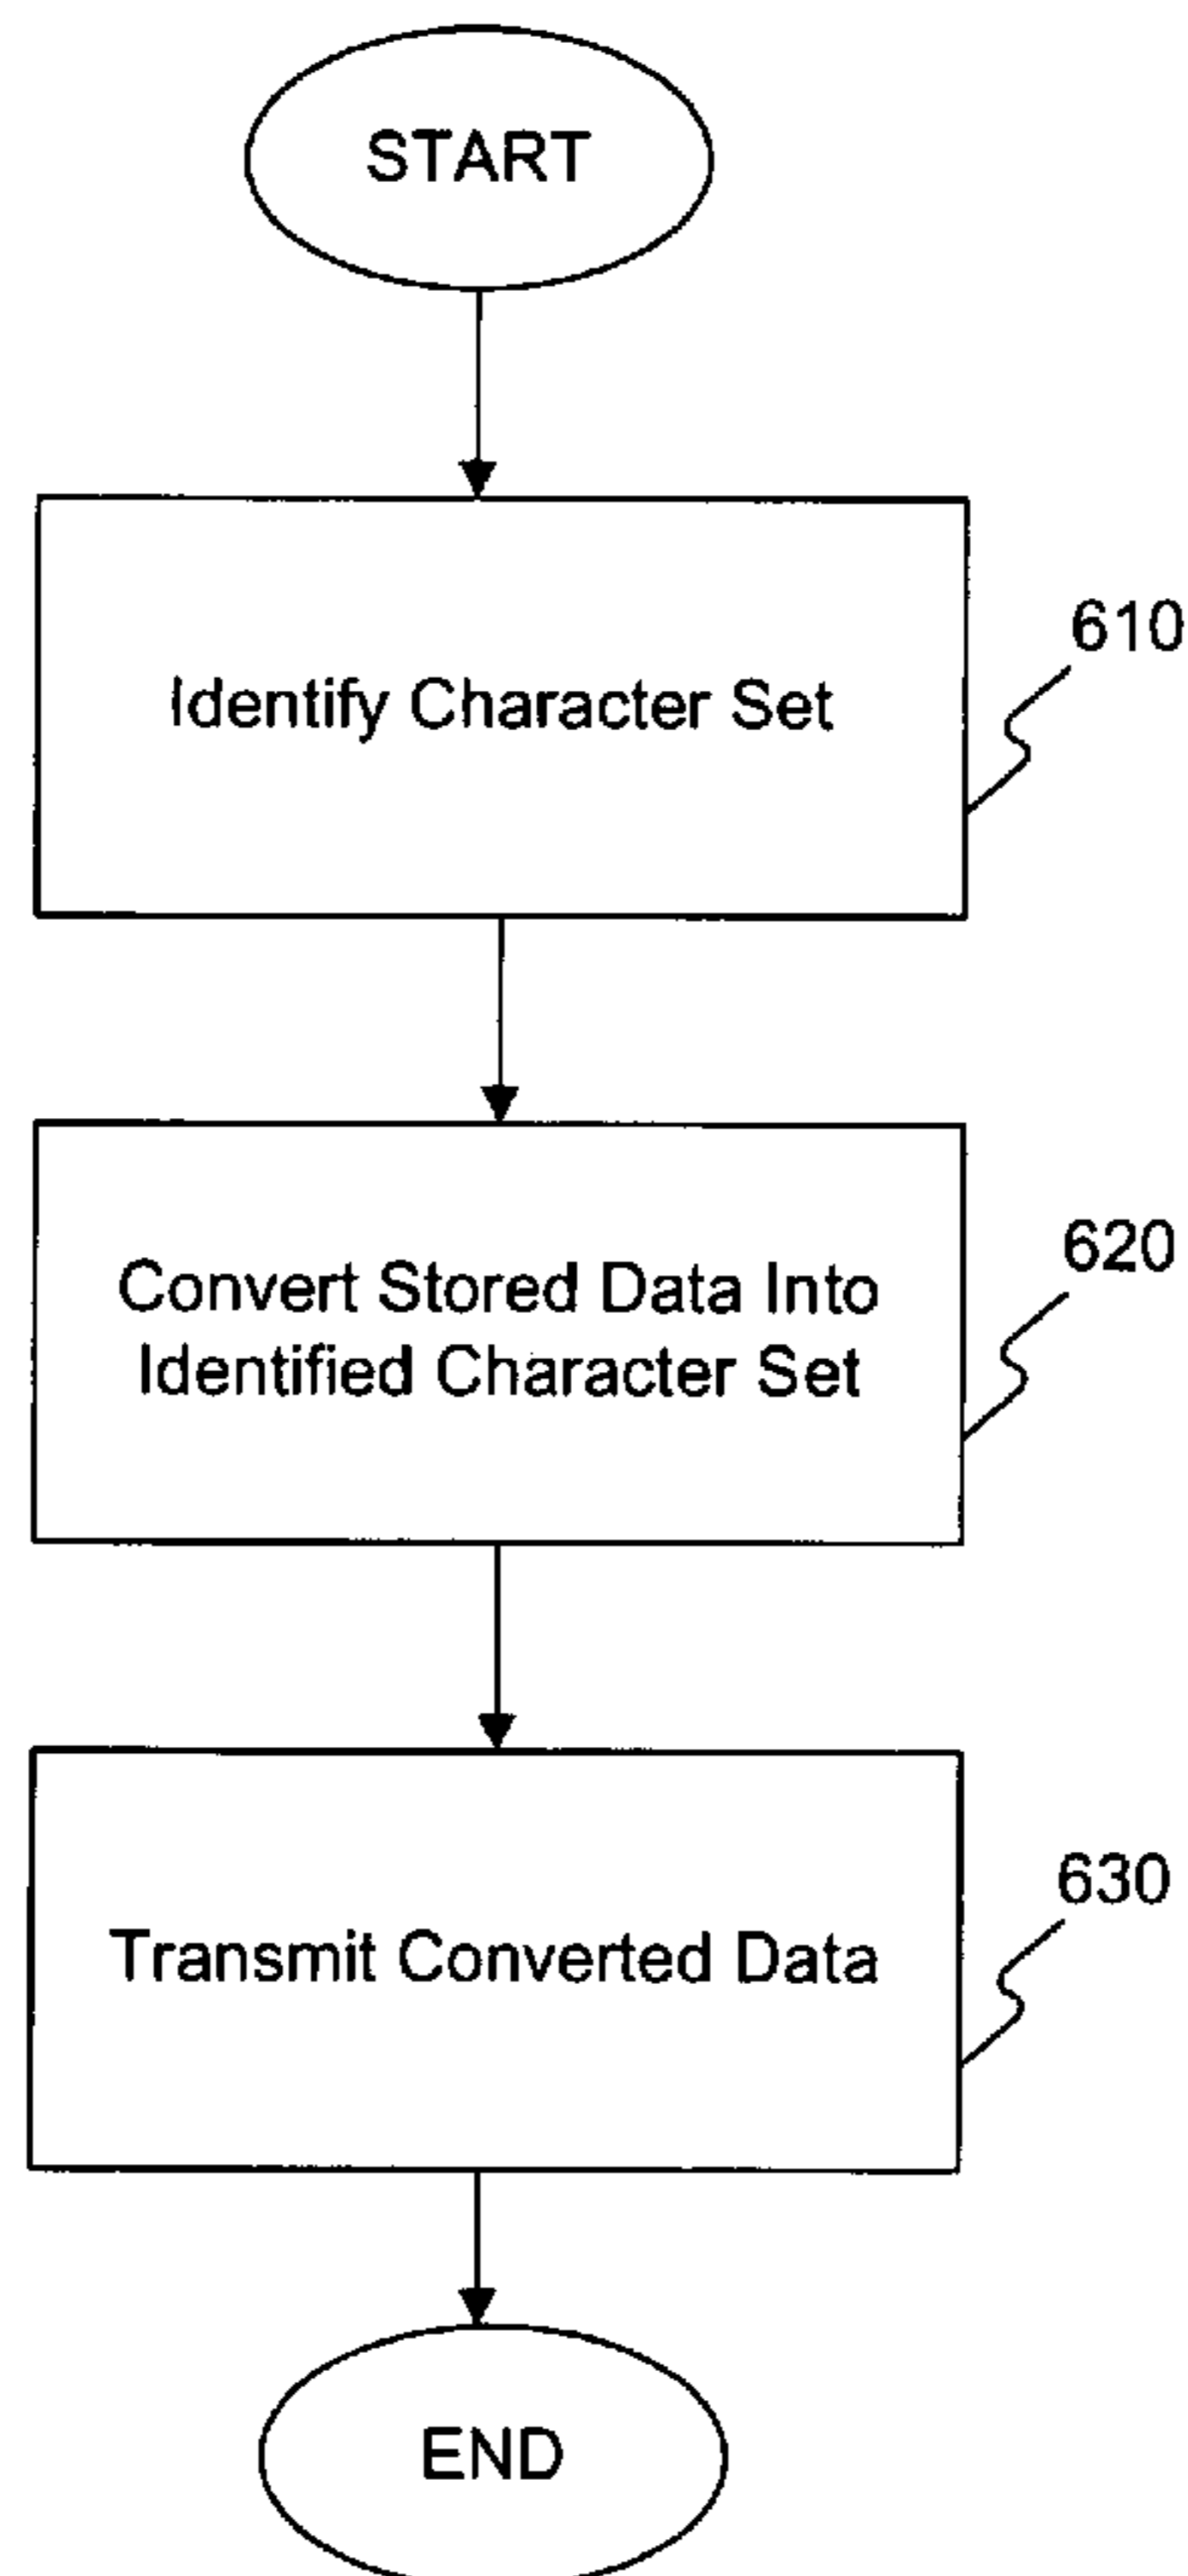 START
Identify Character Set
610
Convert Stored Data Into
Identified Character Set
620
Transmit Converted Data
630
END